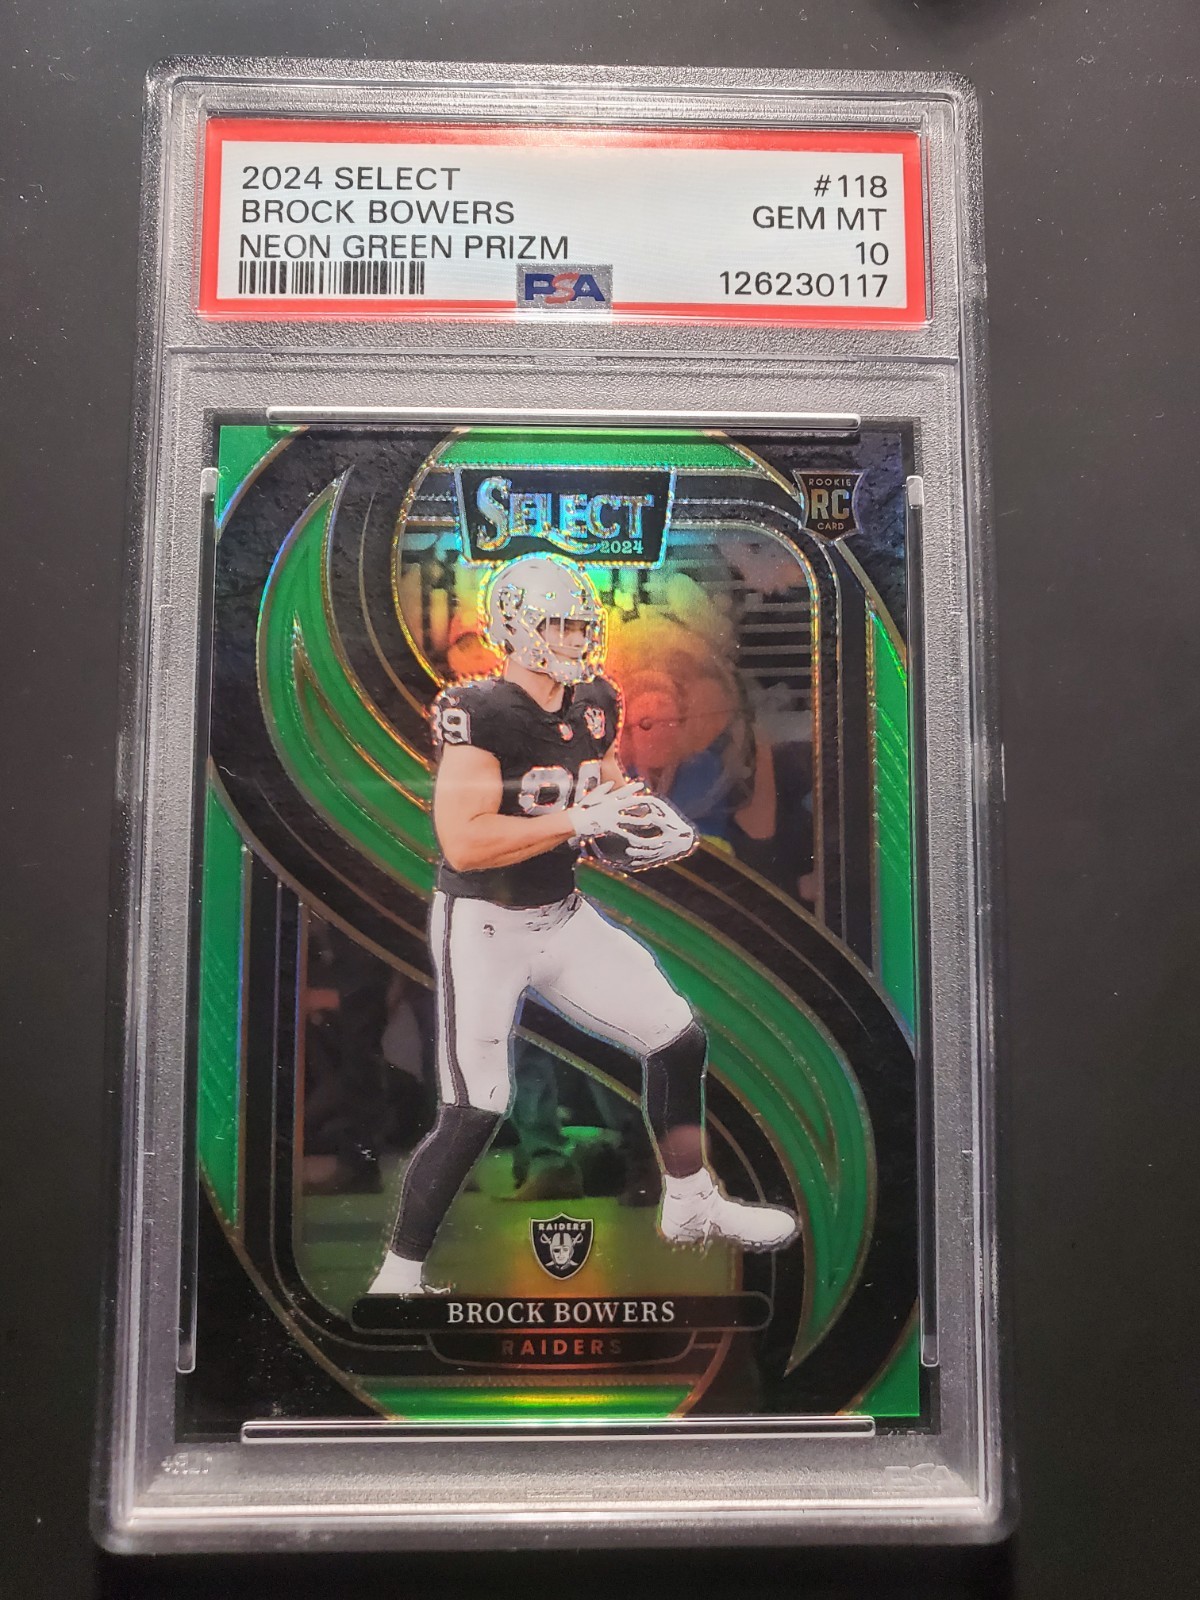 2024 SELECT
BROCK BOWERS
NEON GREEN PRIZM
#118
GEM MT
10
126230117
PSA
SELECT
2024
ROOKIE
RC
CARD
89
RAIDERS
BROCK BOWERS
RAIDERS